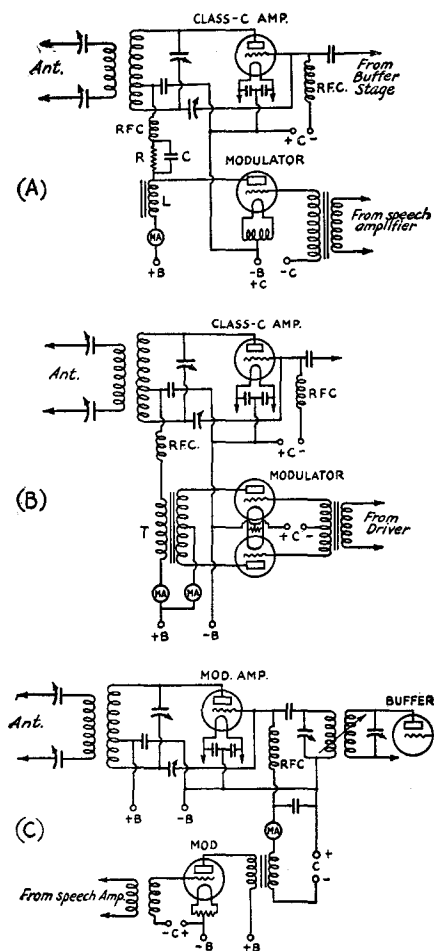 CLASS-C AMP.
Ant.
From
Buffer
Stage
R.F.C.
+ C -
RFC
R
C
MODULATOR
(A)
L
From speech
amplifier
MA
+B
-B
+C
-C
CLASS-C AMP.
Ant.
RFC
+ C -
R.F.C.
MODULATOR
(B)
T
+ C -
From
Driver
MA
MA
+B
-B
MOD. AMP.
BUFFER
Ant.
RFC
+B
-B
MA
(C)
MOD
+
C
-
From speech Amp.
- C +
-B
+B